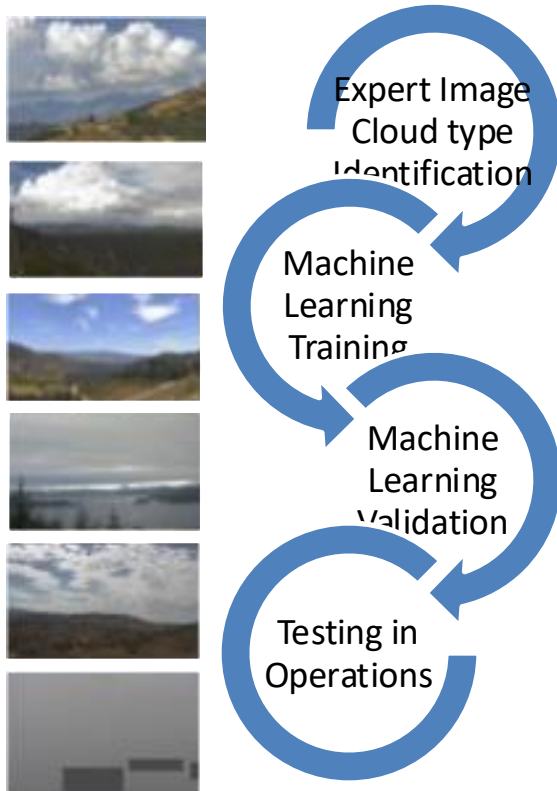 Expert Image
Cloud type
Identification
Machine
Learning
Training
Machine
Learning
Validation
Testing in
Operations